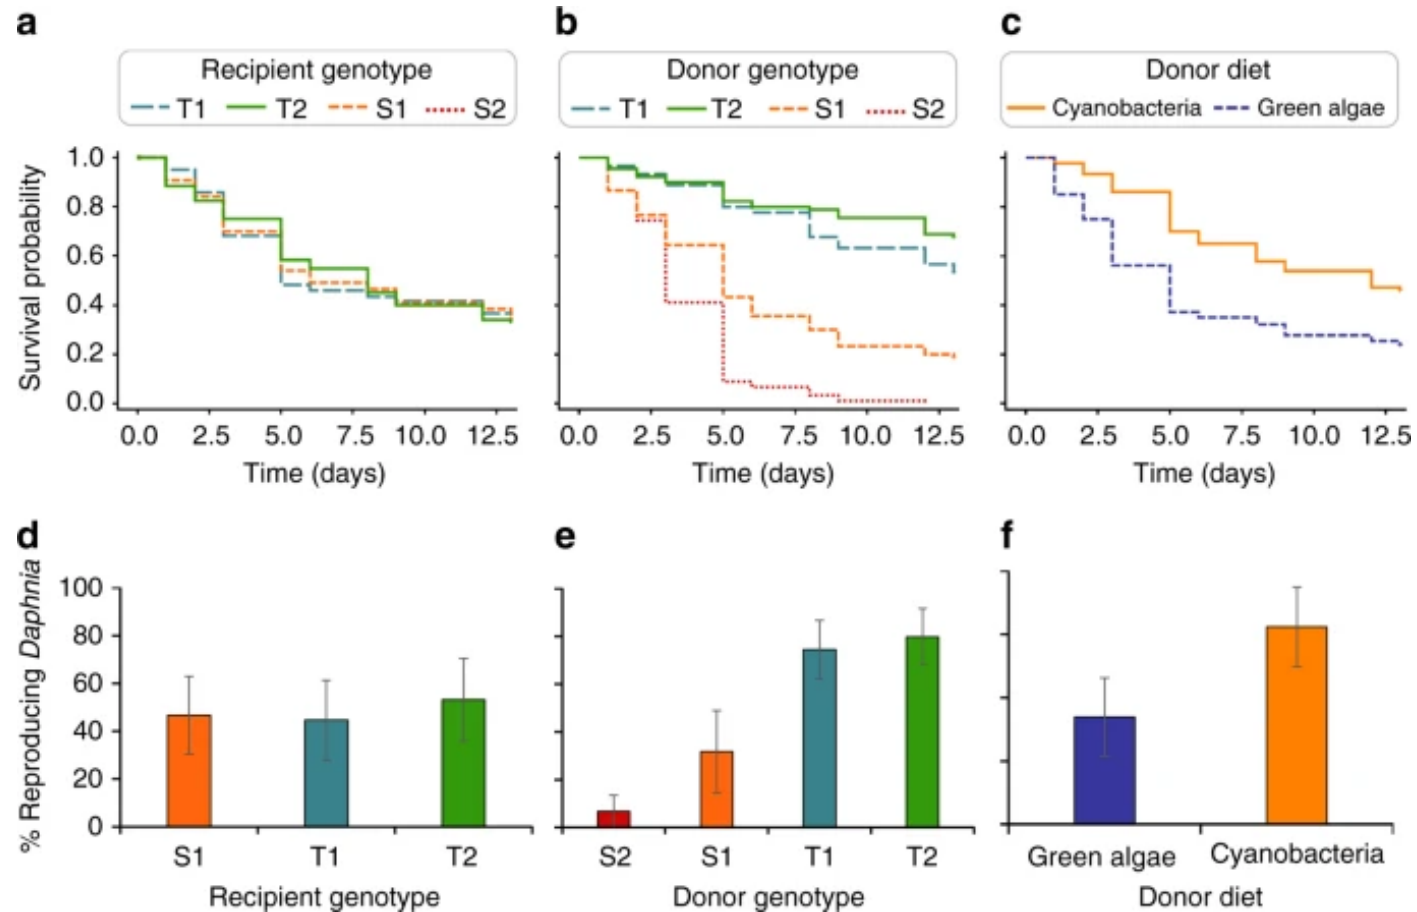 a
Recipient genotype
T1 T2 S1 S2
b
Donor genotype
T1 T2 S1 S2
c
Donor diet
Cyanobacteria Green algae
Survival probability
1.0
0.8
0.6
0.4
0.2
0.0
0.0 2.5 5.0 7.5 10.0 12.5
Time (days)
0.0 2.5 5.0 7.5 10.0 12.5
Time (days)
0.0 2.5 5.0 7.5 10.0 12.5
Time (days)
d
% Reproducing Daphnia
100
80
60
40
20
0
S1 T1 T2
Recipient genotype
e
S2 S1 T1 T2
Donor genotype
f
Green algae Cyanobacteria
Donor diet